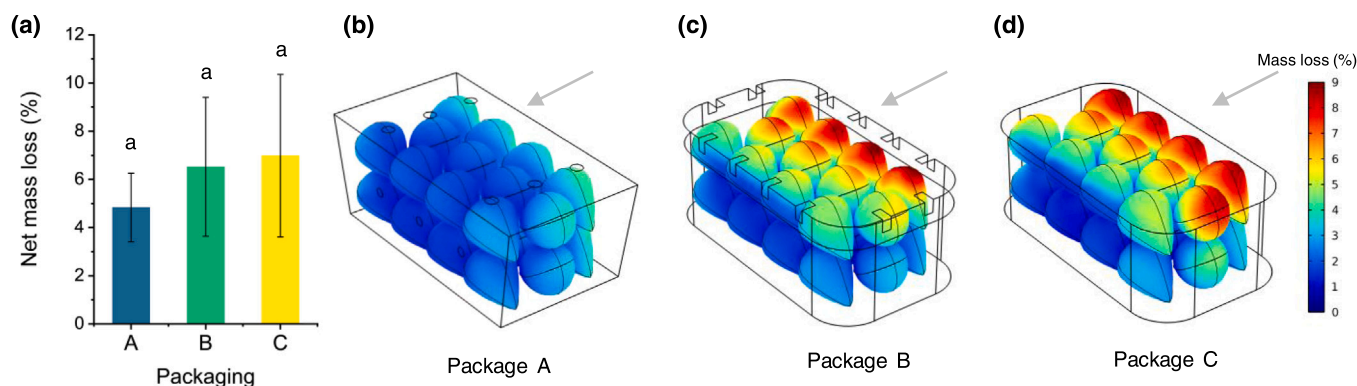 (a)
Net mass loss (%)
12
10
8
6
4
2
0
a
a
a
A
B
C
Packaging
(b)
Package A
(c)
Package B
(d)
Package C
Mass loss (%)
9
8
7
6
5
4
3
2
1
0